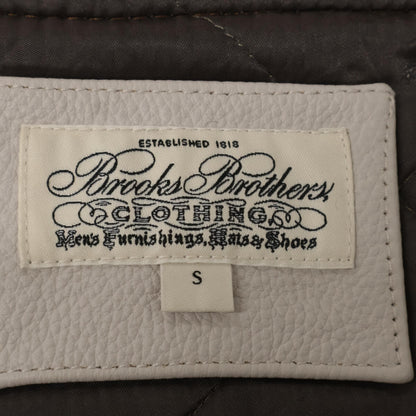 ESTABLISHED 1818
Brooks Brothers,
CLOTHING,
Men's Furnishings, Hats & Shoes
S